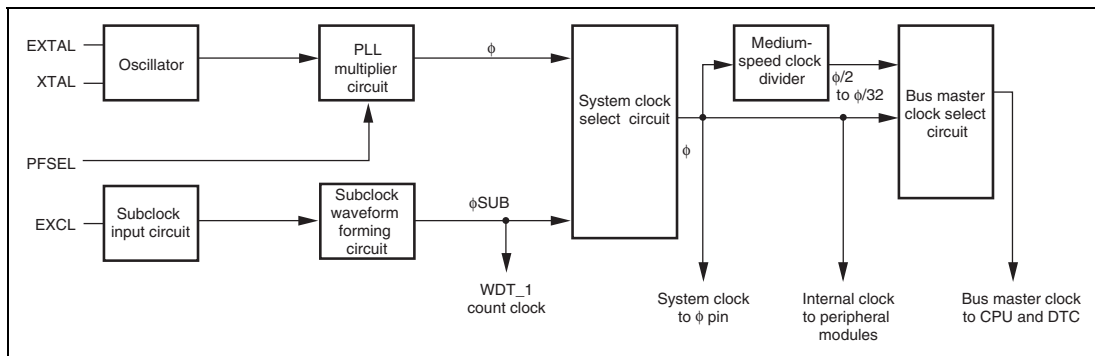 EXTAL
XTAL
Oscillator
PLL
multiplier
circuit
ϕ
PFSEL
EXCL
Subclock
input circuit
Subclock
waveform
forming
circuit
ϕSUB
WDT_1
count clock
System clock
select circuit
ϕ
Medium-
speed clock
divider
ϕ/2
to ϕ/32
Bus master
clock select
circuit
System clock
to ϕ pin
Internal clock
to peripheral
modules
Bus master clock
to CPU and DTC